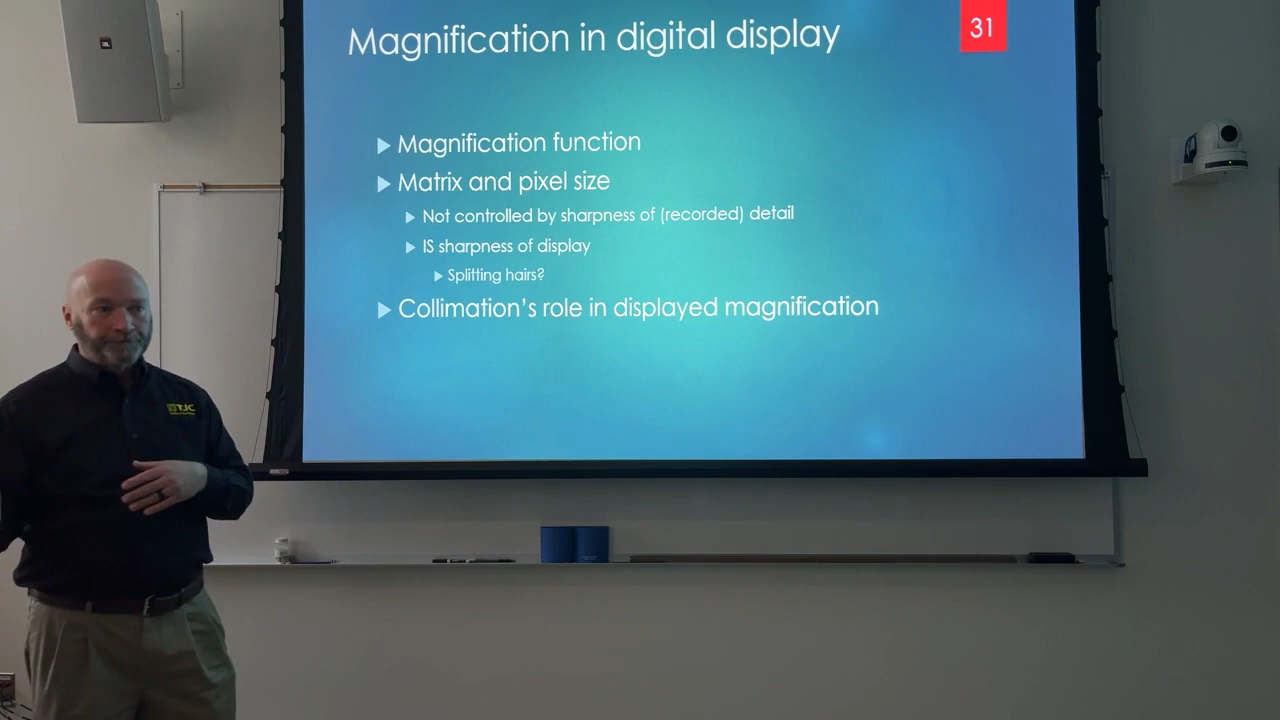 JBL
Magnification in digital display
31
Magnification function
Matrix and pixel size
Not controlled by sharpness of (recorded) detail
IS sharpness of display
Splitting hairs?
Collimation's role in displayed magnification
TJC